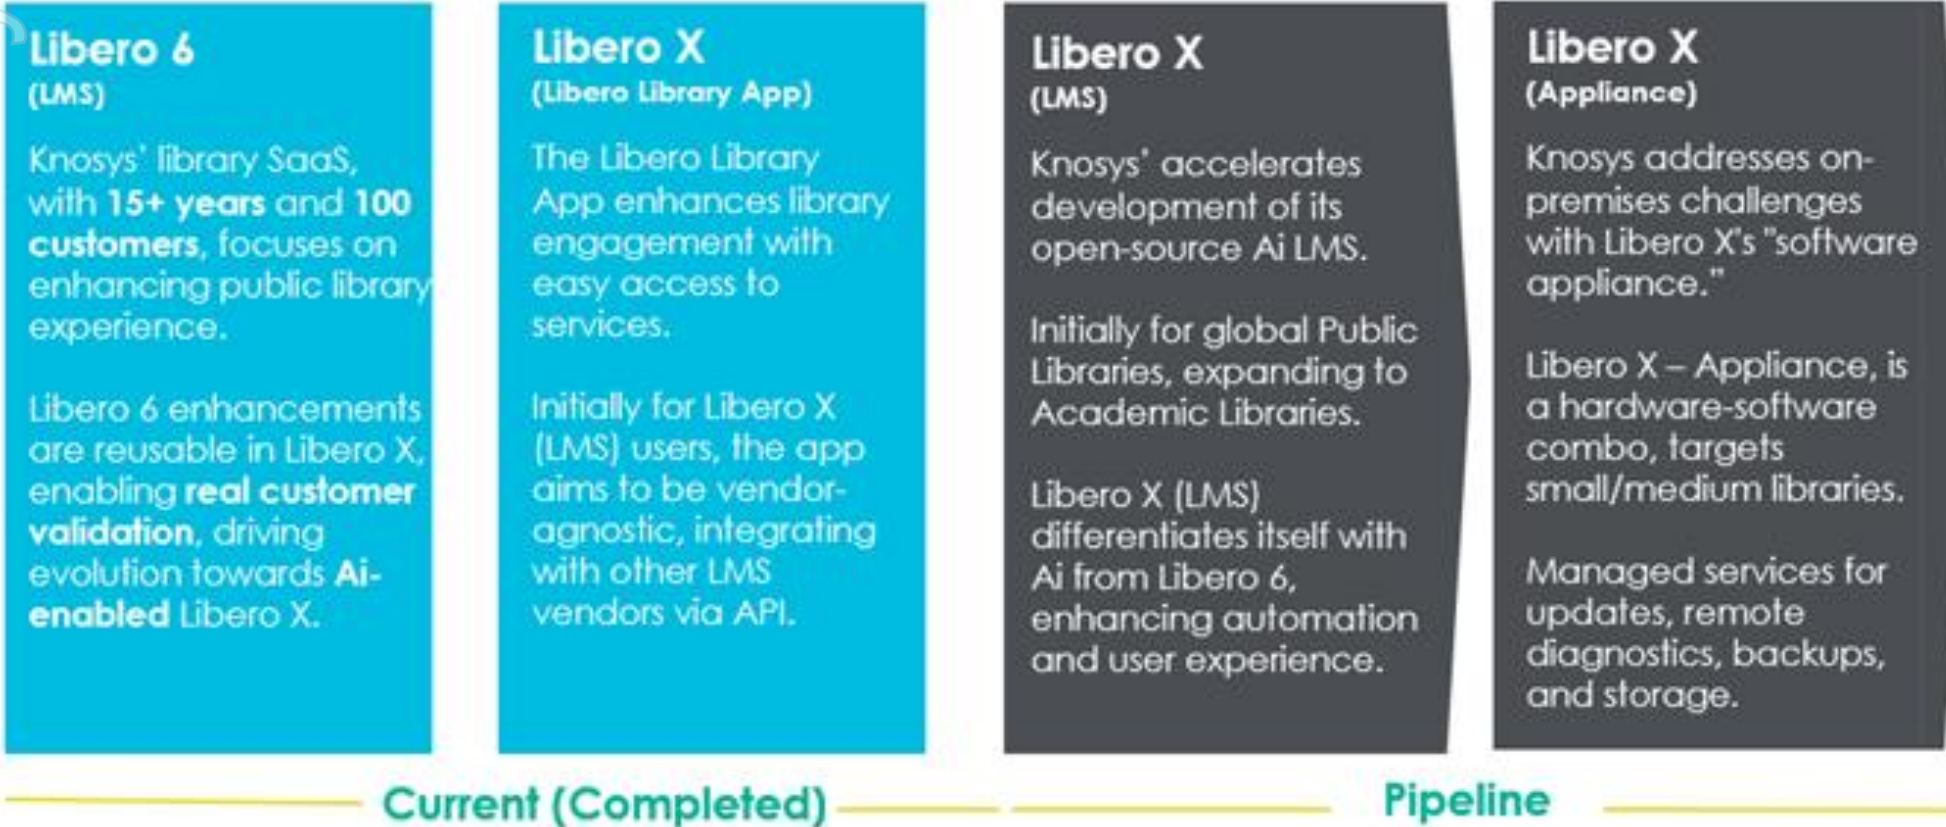 Libero 6
(LMS)
Knosys' library SaaS,
with 15+ years and 100
customers, focuses on
enhancing public library
experience.
Libero 6 enhancements
are reusable in Libero X,
enabling real customer
validation, driving
evolution towards Ai-
enabled Libero X.
Libero X
(Libero Library App)
The Libero Library
App enhances library
engagement with
easy access to
services.
Initially for Libero X
(LMS) users, the app
aims to be vendor-
agnostic, integrating
with other LMS
vendors via API.
Libero X
(LMS)
Knosys' accelerates
development of its
open-source Ai LMS.
Initially for global Public
Libraries, expanding to
Academic Libraries.
Libero X (LMS)
differentiates itself with
Ai from Libero 6,
enhancing automation
and user experience.
Libero X
(Appliance)
Knosys addresses on-
premises challenges
with Libero X's "software
appliance."
Libero X – Appliance, is
a hardware-software
combo, targets
small/medium libraries.
Managed services for
updates, remote
diagnostics, backups,
and storage.
Current (Completed)
Pipeline